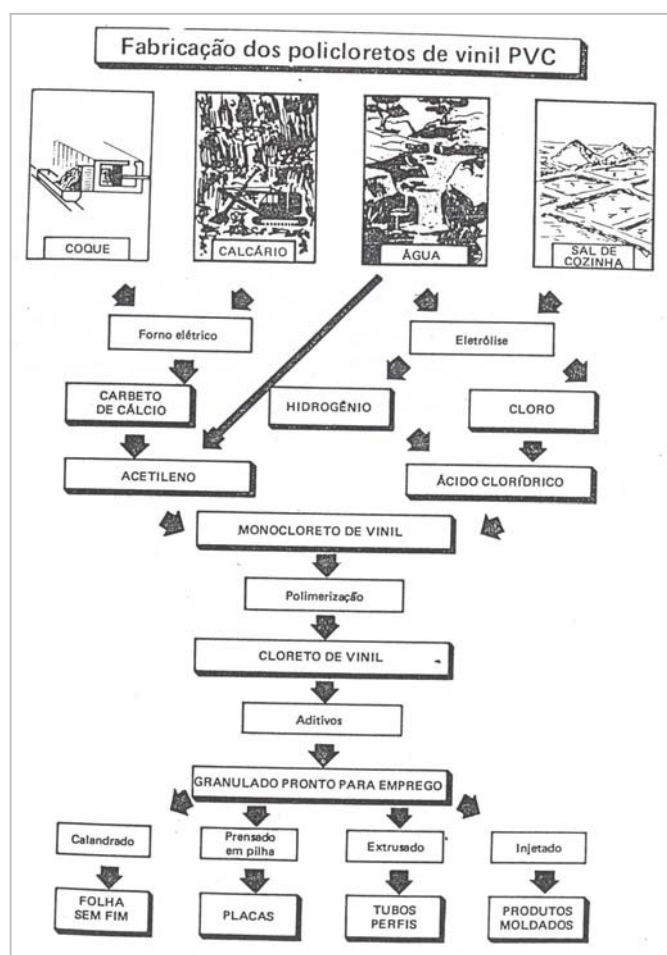 Fabricação dos policloretos de vinil PVC
COQUE
CALCÁRIO
ÁGUA
SAL DE
COZINHA
Forno elétrico
Eletrólise
CARBETO
DE CÁLCIO
HIDROGÊNIO
CLORO
ACETILENO
ÁCIDO CLORÍDRICO
MONOCLORETO DE VINIL
Polimerização
CLORETO DE VINIL
Aditivos
GRANULADO PRONTO PARA EMPREGO
Calandrado
Prensado
em pilha
Extrusado
Injetado
FOLHA
SEM FIM
PLACAS
TUBOS
PERFIS
PRODUTOS
MOLDADOS